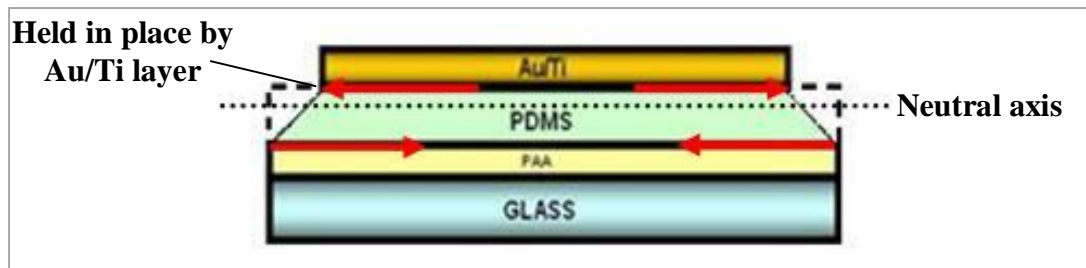 Held in place by
Au/Ti layer
Au/Ti
Neutral axis
PDMS
PAA
GLASS